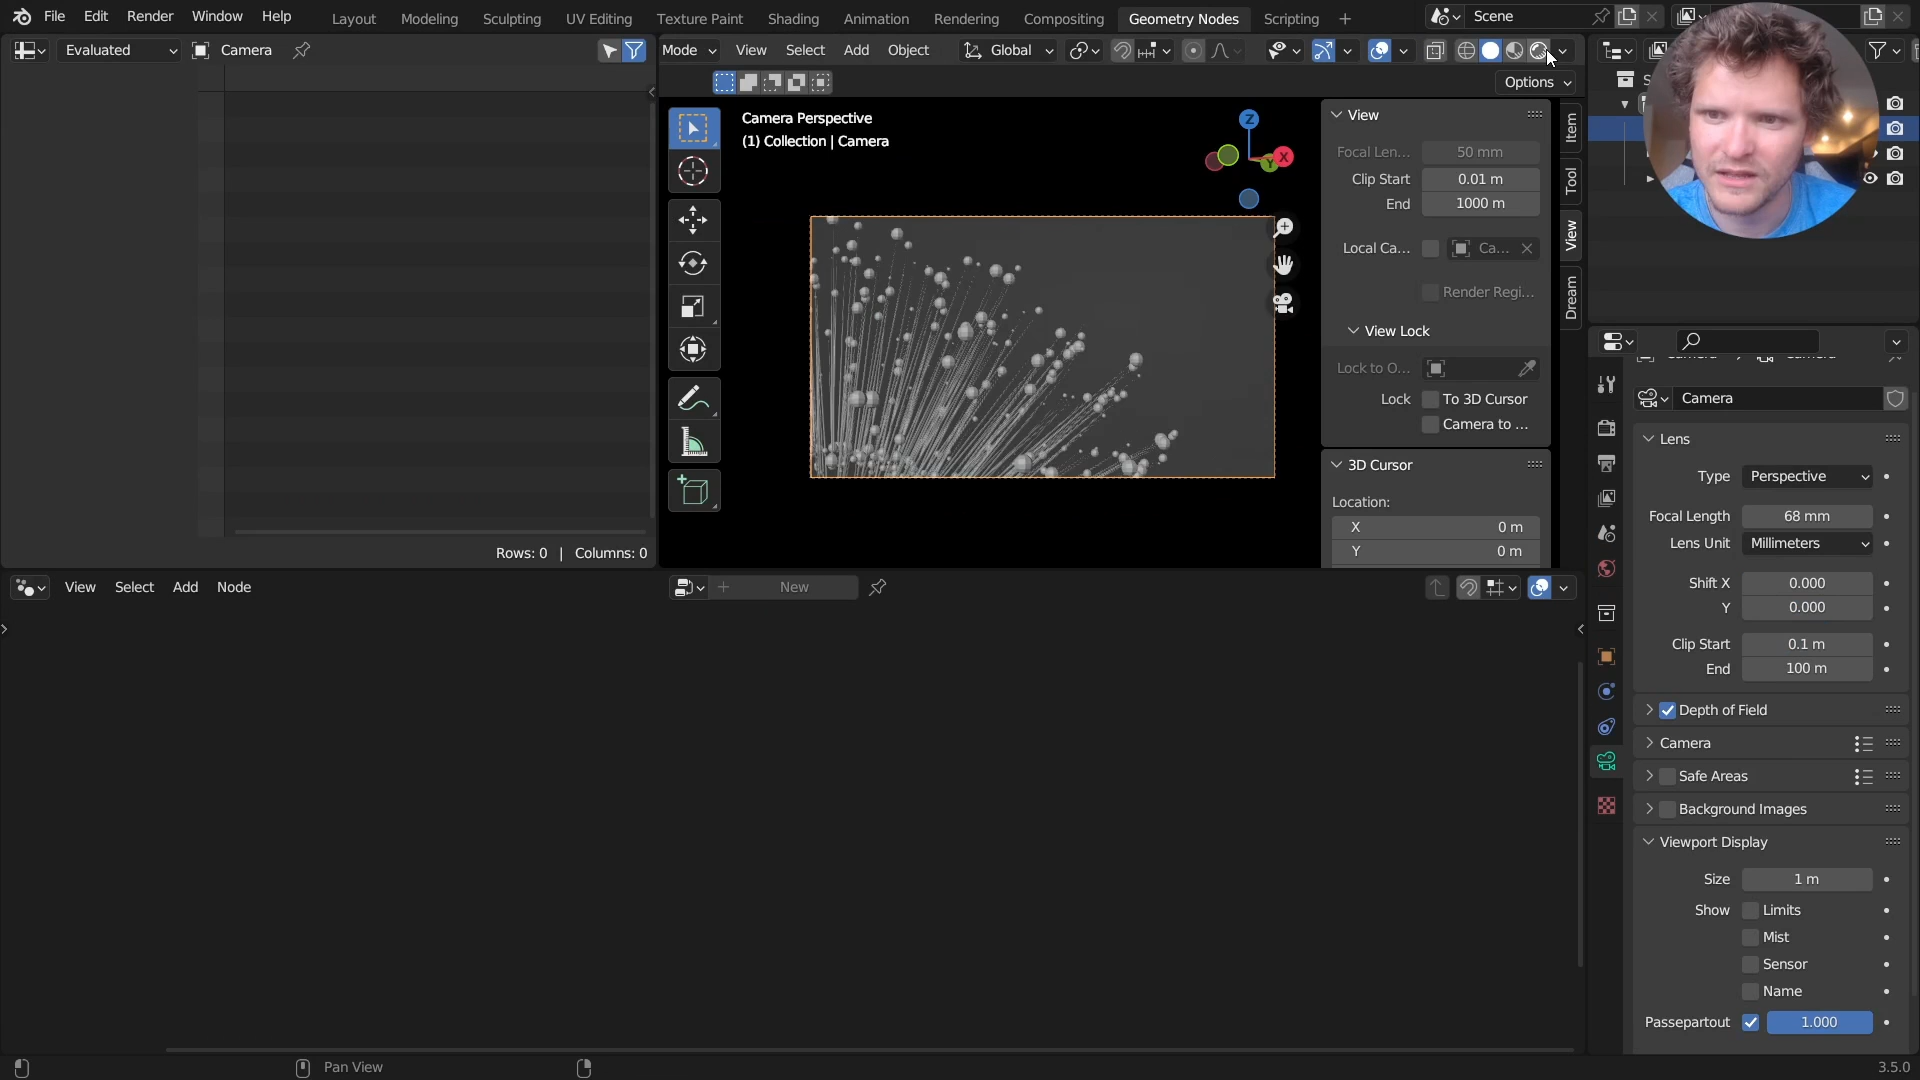 File Edit Render Window Help
Layout Modeling Sculpting UV Editing Texture Paint Shading Animation Rendering Compositing Geometry Nodes Scripting +
Scene
Evaluated Camera
Mode View Select Add Object Global
Options
Camera Perspective
(1) Collection | Camera
Z
X
Y
View
Focal Len... 50 mm
Clip Start 0.01 m
End 1000 m
Local Ca... Ca...
Render Regi...
View Lock
Lock to O...
Lock To 3D Cursor
Camera to ...
3D Cursor
Location:
X 0 m
Y 0 m
Item
Tool
View
Dream
Rows: 0 | Columns: 0
View Select Add Node
New
Camera
Lens
Type Perspective
Focal Length 68 mm
Lens Unit Millimeters
Shift X 0.000
Y 0.000
Clip Start 0.1 m
End 100 m
Depth of Field
Camera
Safe Areas
Background Images
Viewport Display
Size 1 m
Show Limits
Mist
Sensor
Name
Passepartout 1.000
Pan View
3.5.0